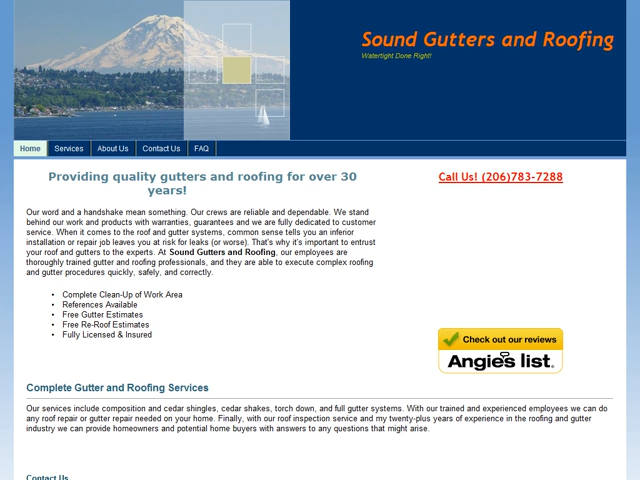 Sound Gutters and Roofing
Watertight Done Right!
Home Services About Us Contact Us FAQ
Providing quality gutters and roofing for over 30
years!
Call Us! (206)783-7288
Our word and a handshake mean something. Our crews are reliable and dependable. We stand
behind our work and products with warranties, guarantees and we are fully dedicated to customer
service. When it comes to the roof and gutter systems, common sense tells you an inferior
installation or repair job leaves you at risk for leaks (or worse). That's why it's important to entrust
your roof and gutters to the experts. At Sound Gutters and Roofing, our employees are
thoroughly trained gutter and roofing professionals, and they are able to execute complex roofing
and gutter procedures quickly, safely, and correctly.
• Complete Clean-Up of Work Area
• References Available
• Free Gutter Estimates
• Free Re-Roof Estimates
• Fully Licensed & Insured
Check out our reviews
Angie's list.
Complete Gutter and Roofing Services
Our services include composition and cedar shingles, cedar shakes, torch down, and full gutter systems. With our trained and experienced employees we can do
any roof repair or gutter repair needed on your home. Finally, with our roof inspection service and my twenty-plus years of experience in the roofing and gutter
industry we can provide homeowners and potential home buyers with answers to any questions that might arise.
Contact Us